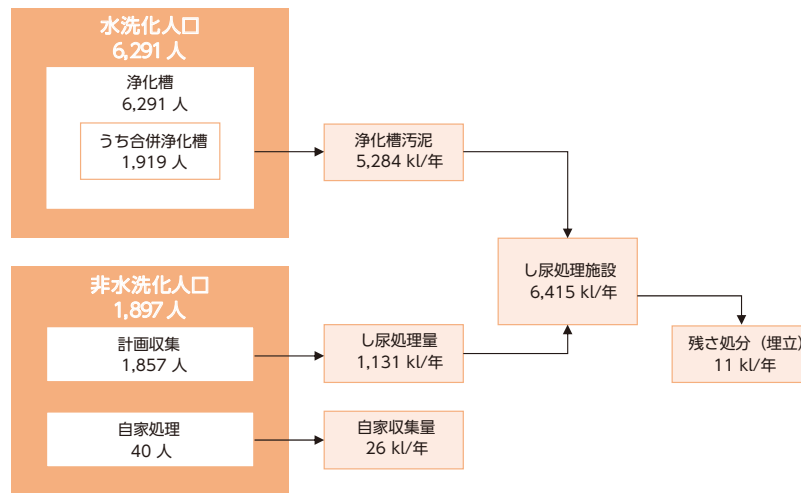 水洗化人口
6,291 人
浄化槽
6,291 人
うち合併浄化槽
1,919 人
浄化槽汚泥
5,284 kl/年
し尿処理施設
6,415 kl/年
非水洗化人口
1,897 人
計画収集
1,857 人
し尿処理量
1,131 kl/年
残さ処分（埋立）
11 kl/年
自家処理
40 人
自家収集量
26 kl/年